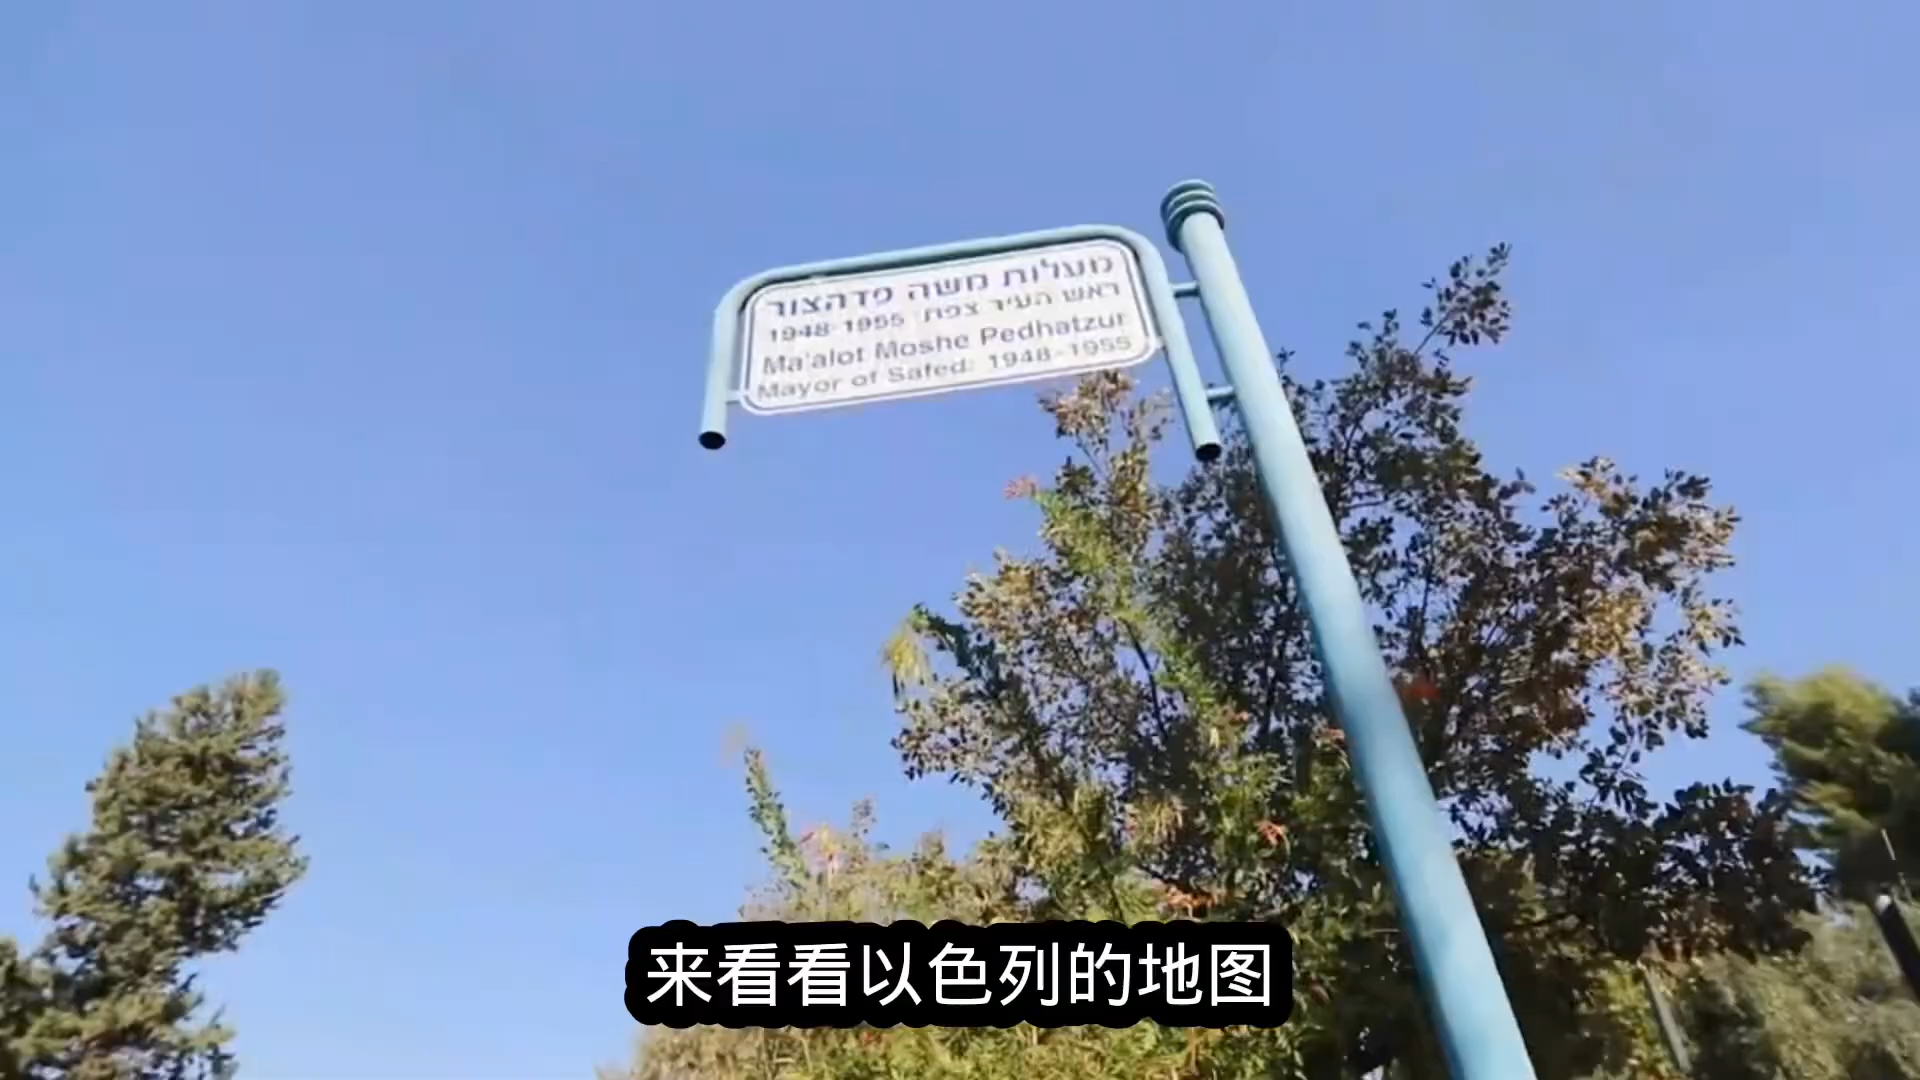 מעלות משה פדהצור
ראש העיר צפת: 1948-1955
Ma'alot Moshe Pedhatzur
Mayor of Safed: 1948-1955
来看看以色列的地图